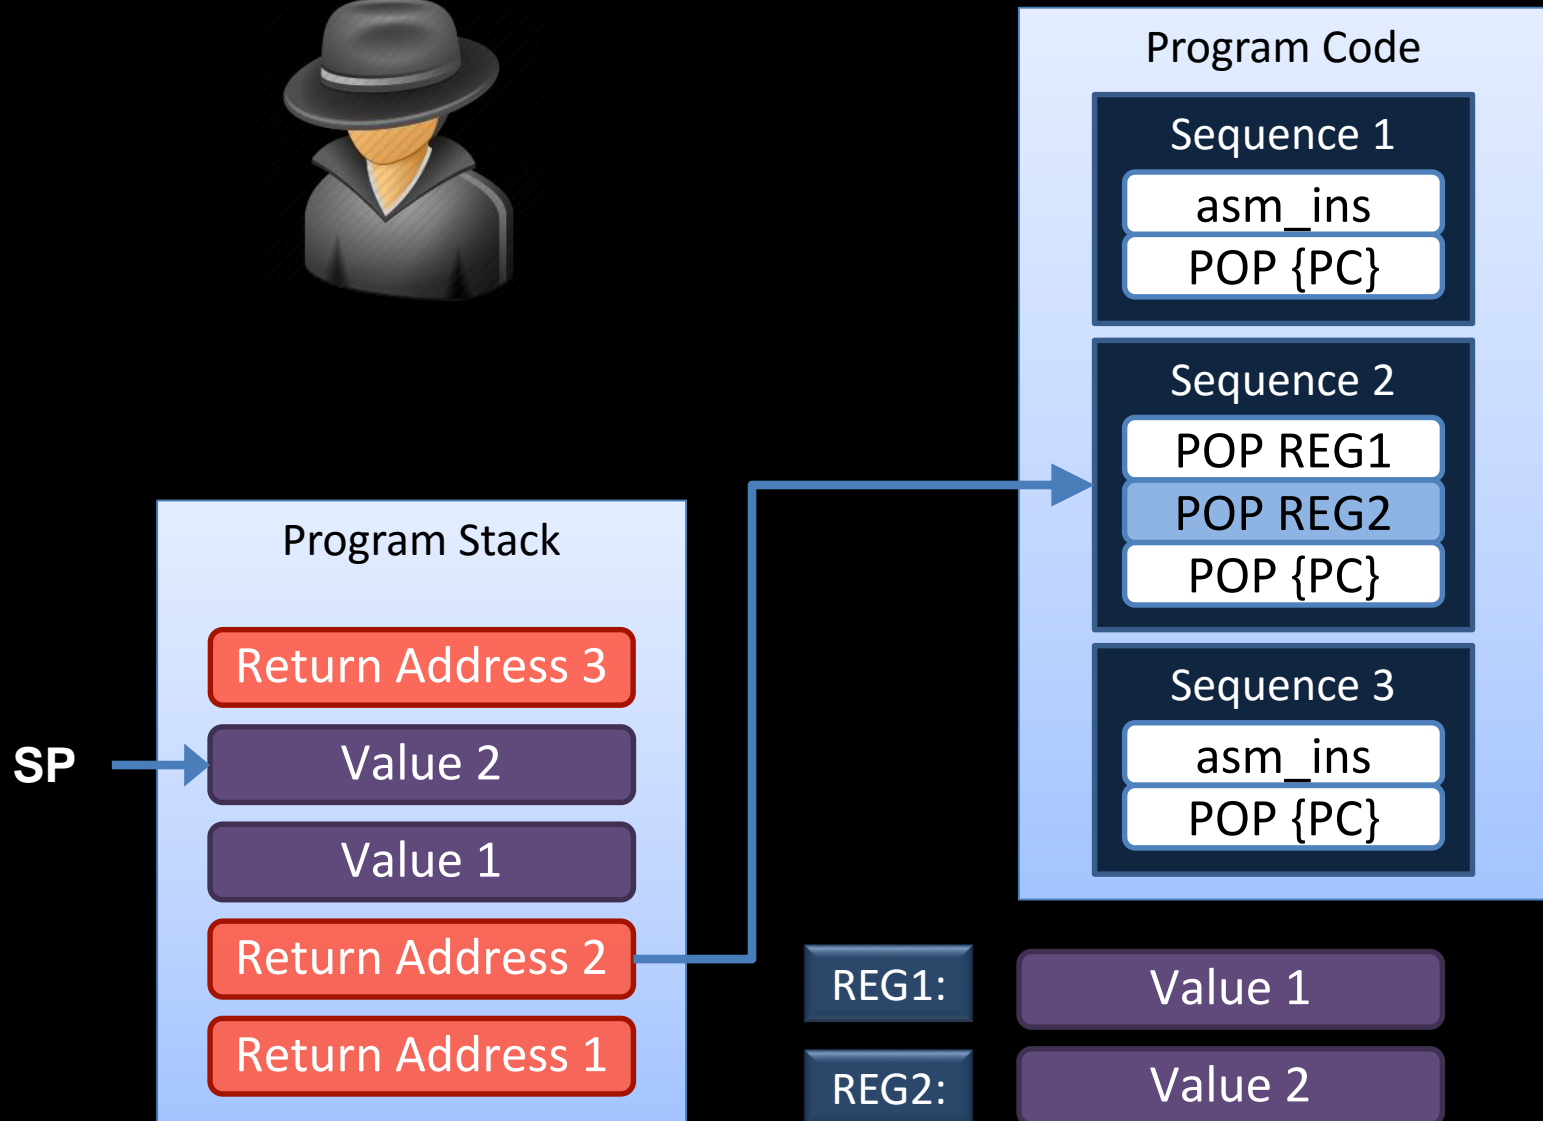 Program Code
Sequence 1
asm_ins
POP {PC}
Sequence 2
POP REG1
POP REG2
POP {PC}
Sequence 3
asm_ins
POP {PC}
Program Stack
Return Address 3
SP
Value 2
Value 1
Return Address 2
Return Address 1
REG1:
Value 1
REG2:
Value 2